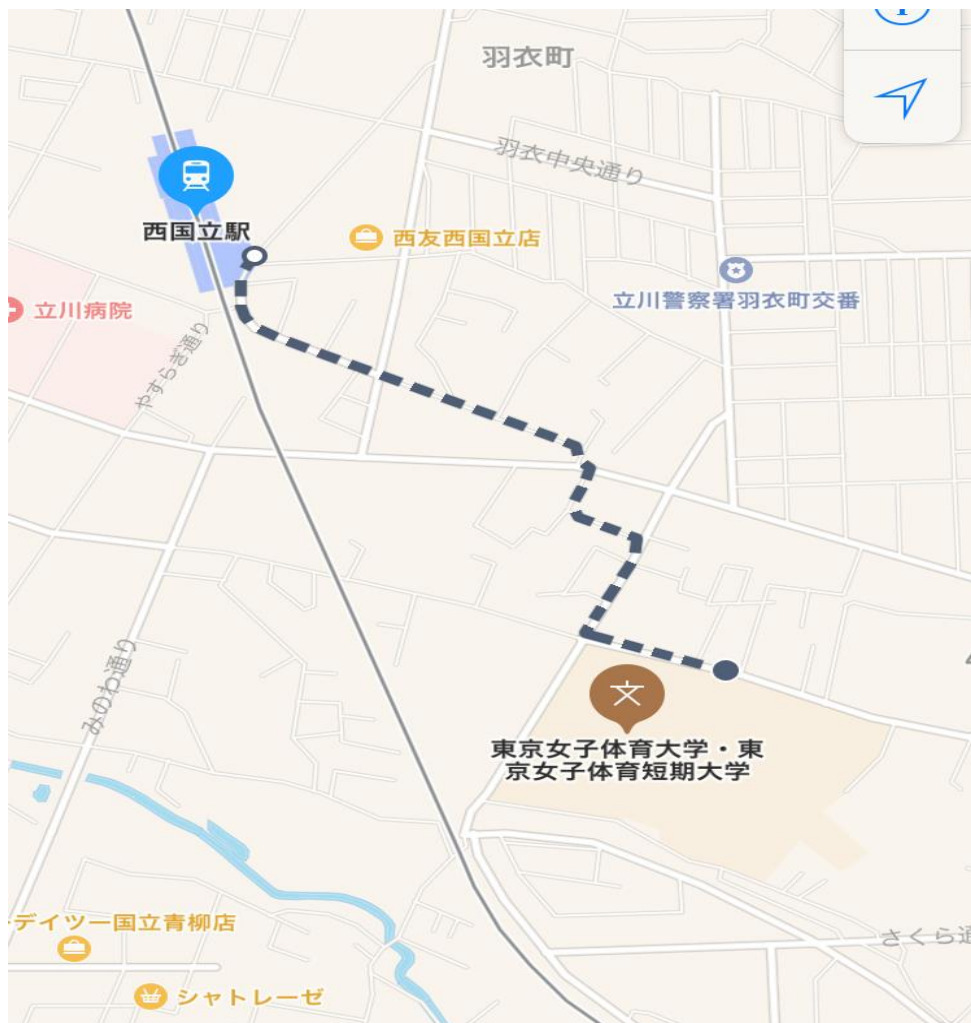 羽衣町
羽衣中央通り
西国立駅
西友西国立店
立川警察署羽衣町交番
立川病院
やすらぎ通り
みのわ通り
東京女子体育大学・東
京女子体育短期大学
デイツー国立青柳店
さくら通
シャトレーゼ